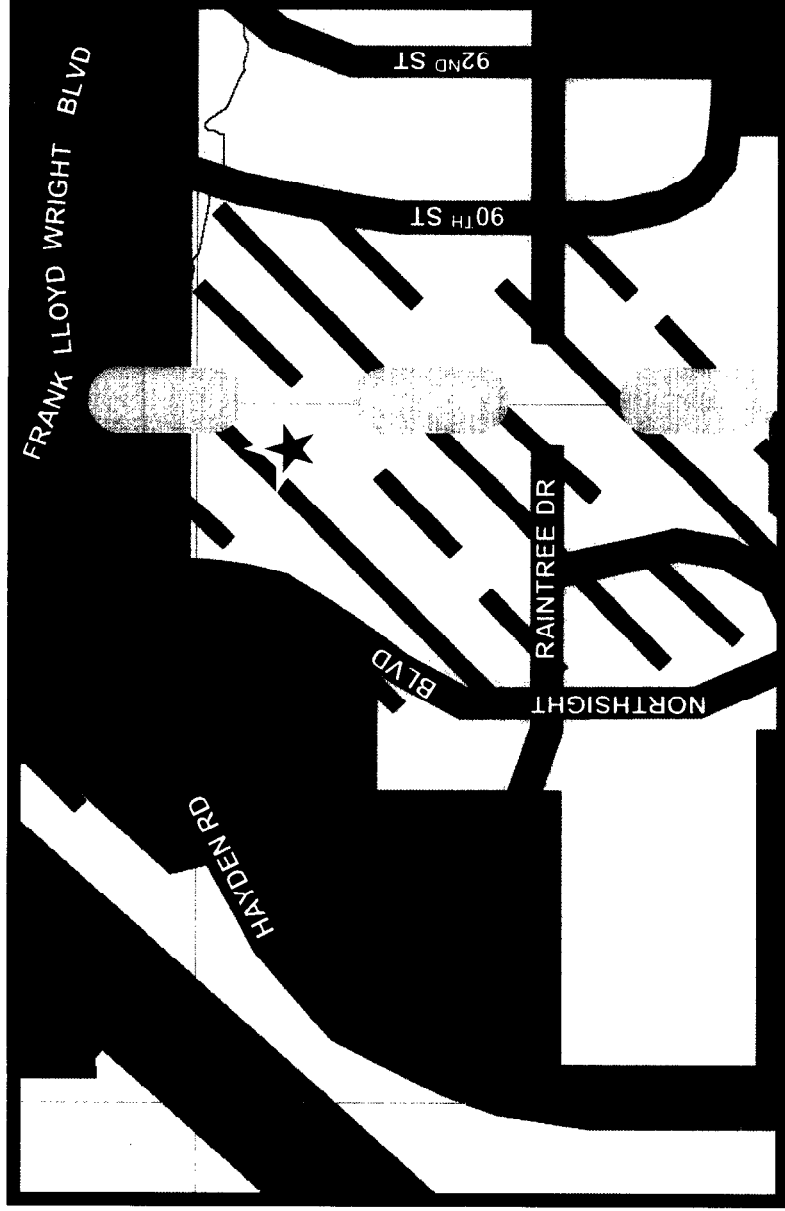 FRANK LLOYD WRIGHT BLVD
92ND ST
90TH ST
RAINTREE DR
NORTHSIGHT
BLVD
HAYDEN RD